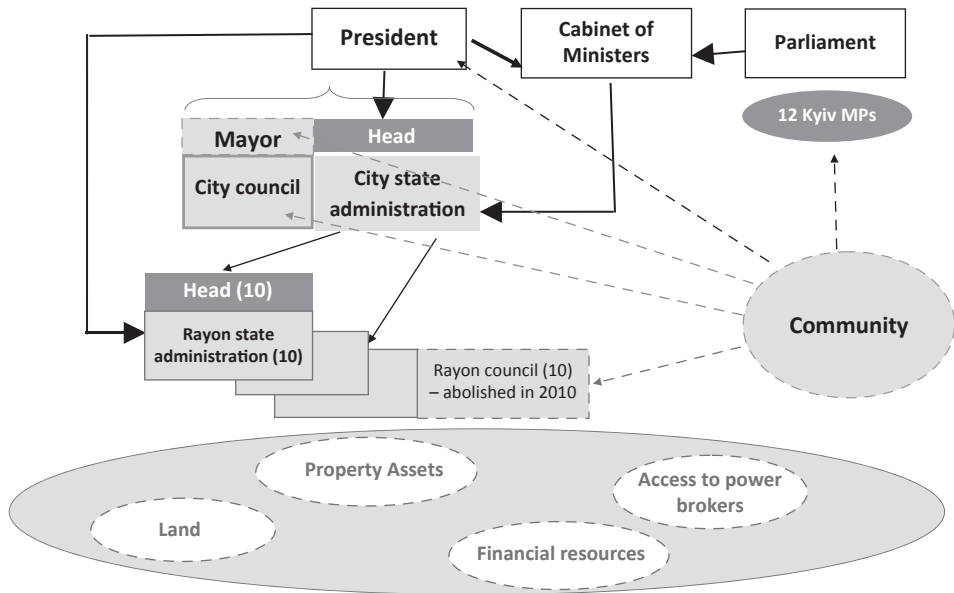 President
Cabinet of
Ministers
Parliament
12 Kyiv MPs
Mayor
Head
City council
City state
administration
Head (10)
Rayon state
administration (10)
Rayon council (10)
– abolished in 2010
Community
Property Assets
Access to power
brokers
Land
Financial resources